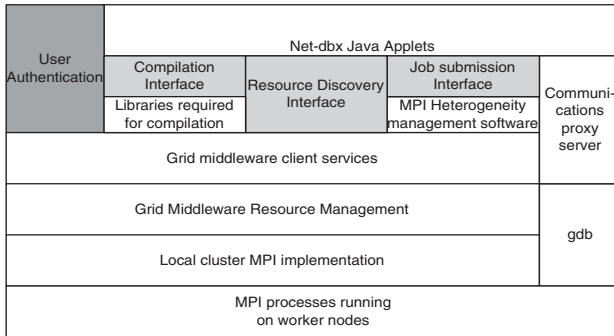 User
Authentication
Net-dbx Java Applets
Compilation
Interface
Resource Discovery
Interface
Job submission
Interface
Libraries required
for compilation
MPI Heterogeneity
management software
Communi-
cations
proxy
server
Grid middleware client services
Grid Middleware Resource Management
gdb
Local cluster MPI implementation
MPI processes running
on worker nodes